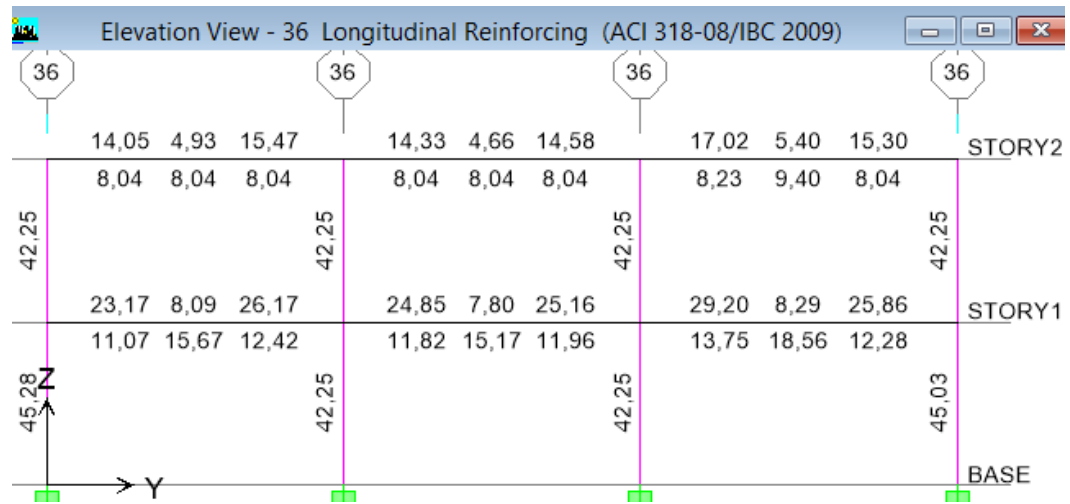 Elevation View - 36 Longitudinal Reinforcing (ACI 318-08/IBC 2009)
36 36 36 36
14,05 4,93 15,47 14,33 4,66 14,58 17,02 5,40 15,30 STORY2
8,04 8,04 8,04 8,04 8,04 8,04 8,23 9,40 8,04
42,25 42,25 42,25 42,25
23,17 8,09 26,17 24,85 7,80 25,16 29,20 8,29 25,86 STORY1
11,07 15,67 12,42 11,82 15,17 11,96 13,75 18,56 12,28
45,28 Z 42,25 42,25 45,03
Y BASE